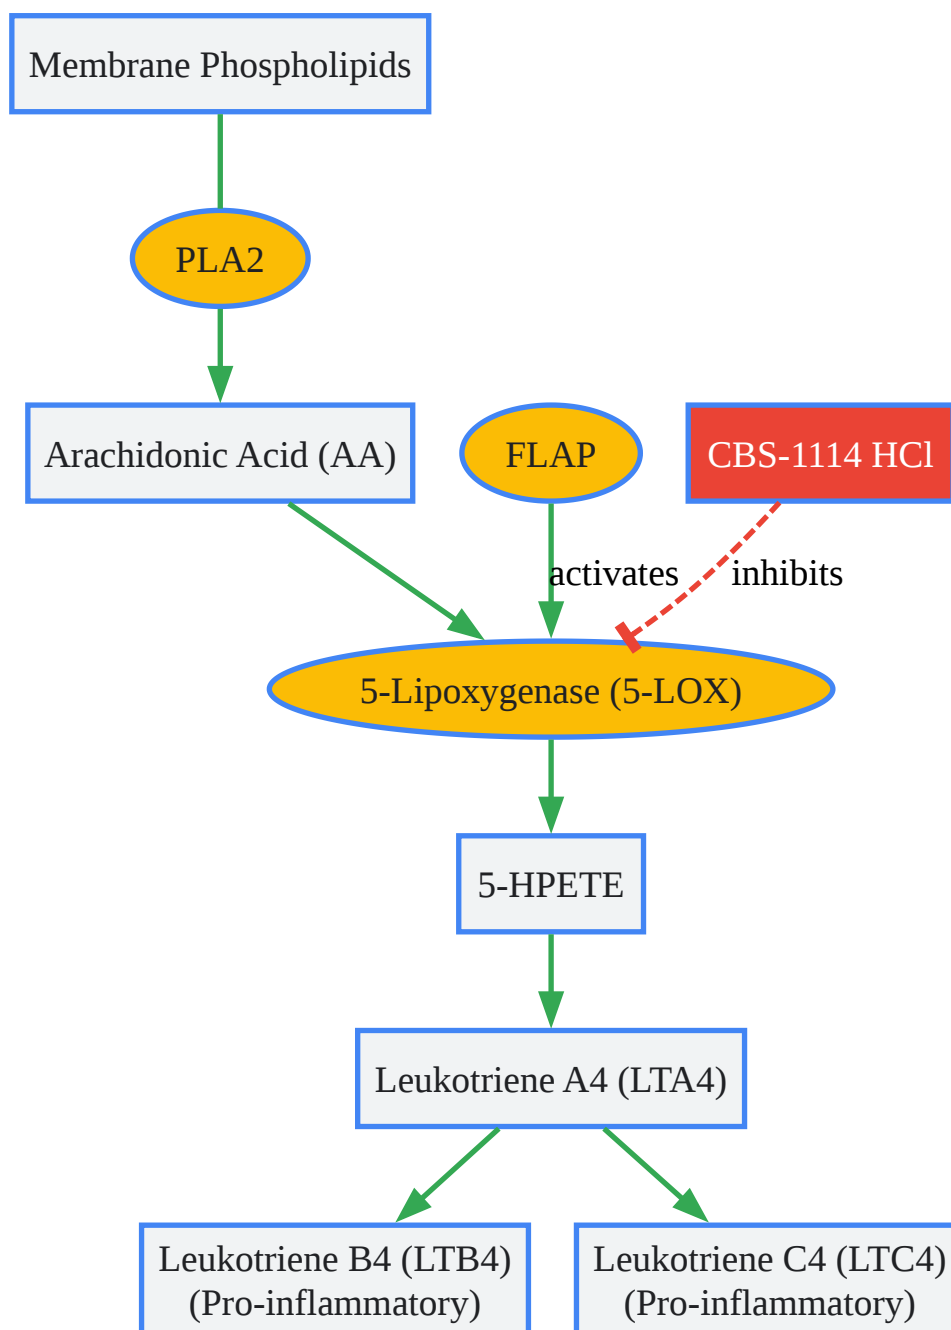 Membrane Phospholipids
PLA2
Arachidonic Acid (AA)
FLAP
CBS-1114 HCl
activates
inhibits
5-Lipoxygenase (5-LOX)
5-HPETE
Leukotriene A4 (LTA4)
Leukotriene B4 (LTB4)
(Pro-inflammatory)
Leukotriene C4 (LTC4)
(Pro-inflammatory)